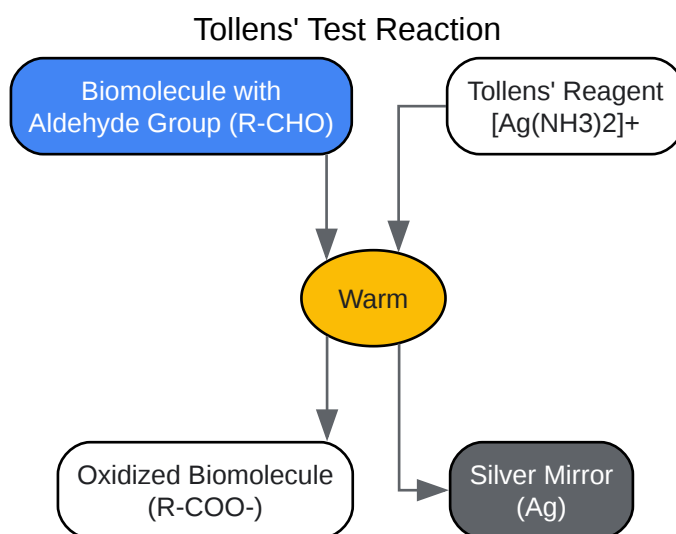 Tollens' Test Reaction
Biomolecule with
Aldehyde Group (R-CHO)
Tollens' Reagent
[Ag(NH3)2]+
Warm
Oxidized Biomolecule
(R-COO-)
Silver Mirror
(Ag)